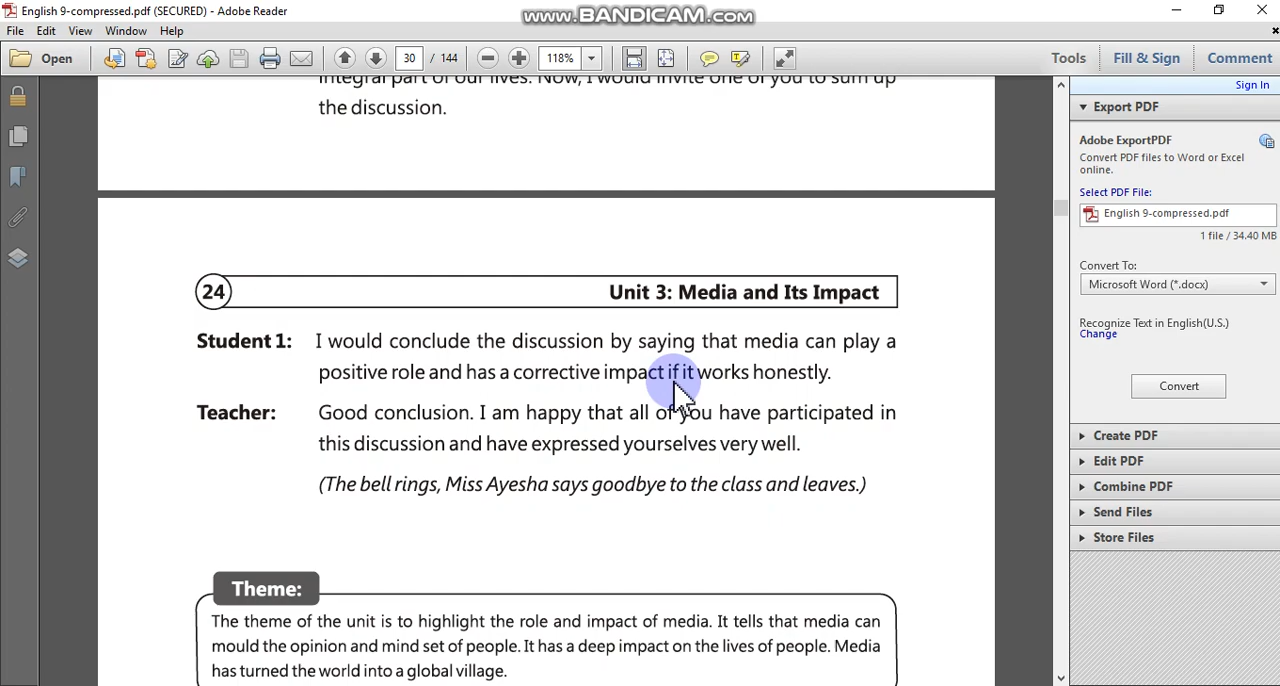 English 9-compressed.pdf (SECURED) - Adobe Reader
www.BANDICAM.com
File Edit View Window Help
Open 30 / 144 118% Tools Fill & Sign Comment
Sign In
integral part of our lives. Now, I would invite one of you to sum up
the discussion.
24 Unit 3: Media and Its Impact
Student 1: I would conclude the discussion by saying that media can play a
positive role and has a corrective impact if it works honestly.
Teacher: Good conclusion. I am happy that all of you have participated in
this discussion and have expressed yourselves very well.
(The bell rings, Miss Ayesha says goodbye to the class and leaves.)
Theme:
The theme of the unit is to highlight the role and impact of media. It tells that media can
mould the opinion and mind set of people. It has a deep impact on the lives of people. Media
has turned the world into a global village.
Export PDF
Adobe ExportPDF
Convert PDF files to Word or Excel
online.
Select PDF File:
English 9-compressed.pdf
1 file / 34.40 MB
Convert To:
Microsoft Word (*.docx)
Recognize Text in English(U.S.)
Change
Convert
Create PDF
Edit PDF
Combine PDF
Send Files
Store Files